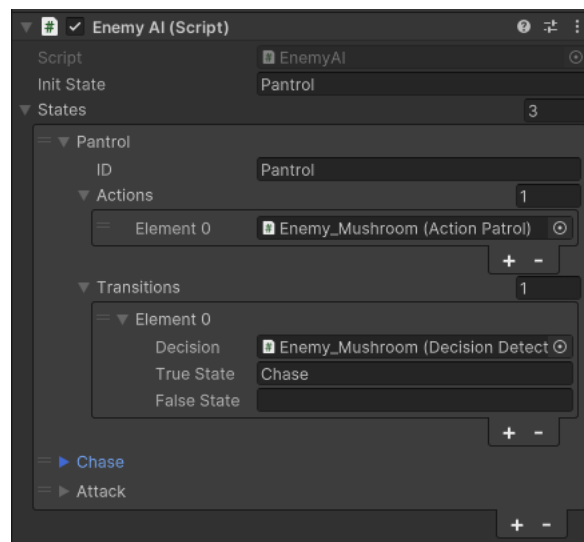 # Enemy AI (Script)
Script # EnemyAI
Init State Pantrol
States 3
Pantrol
ID Pantrol
Actions 1
Element 0 # Enemy_Mushroom (Action Patrol)
+ -
Transitions 1
Element 0
Decision # Enemy_Mushroom (Decision Detect
True State Chase
False State
+ -
Chase
Attack
+ -